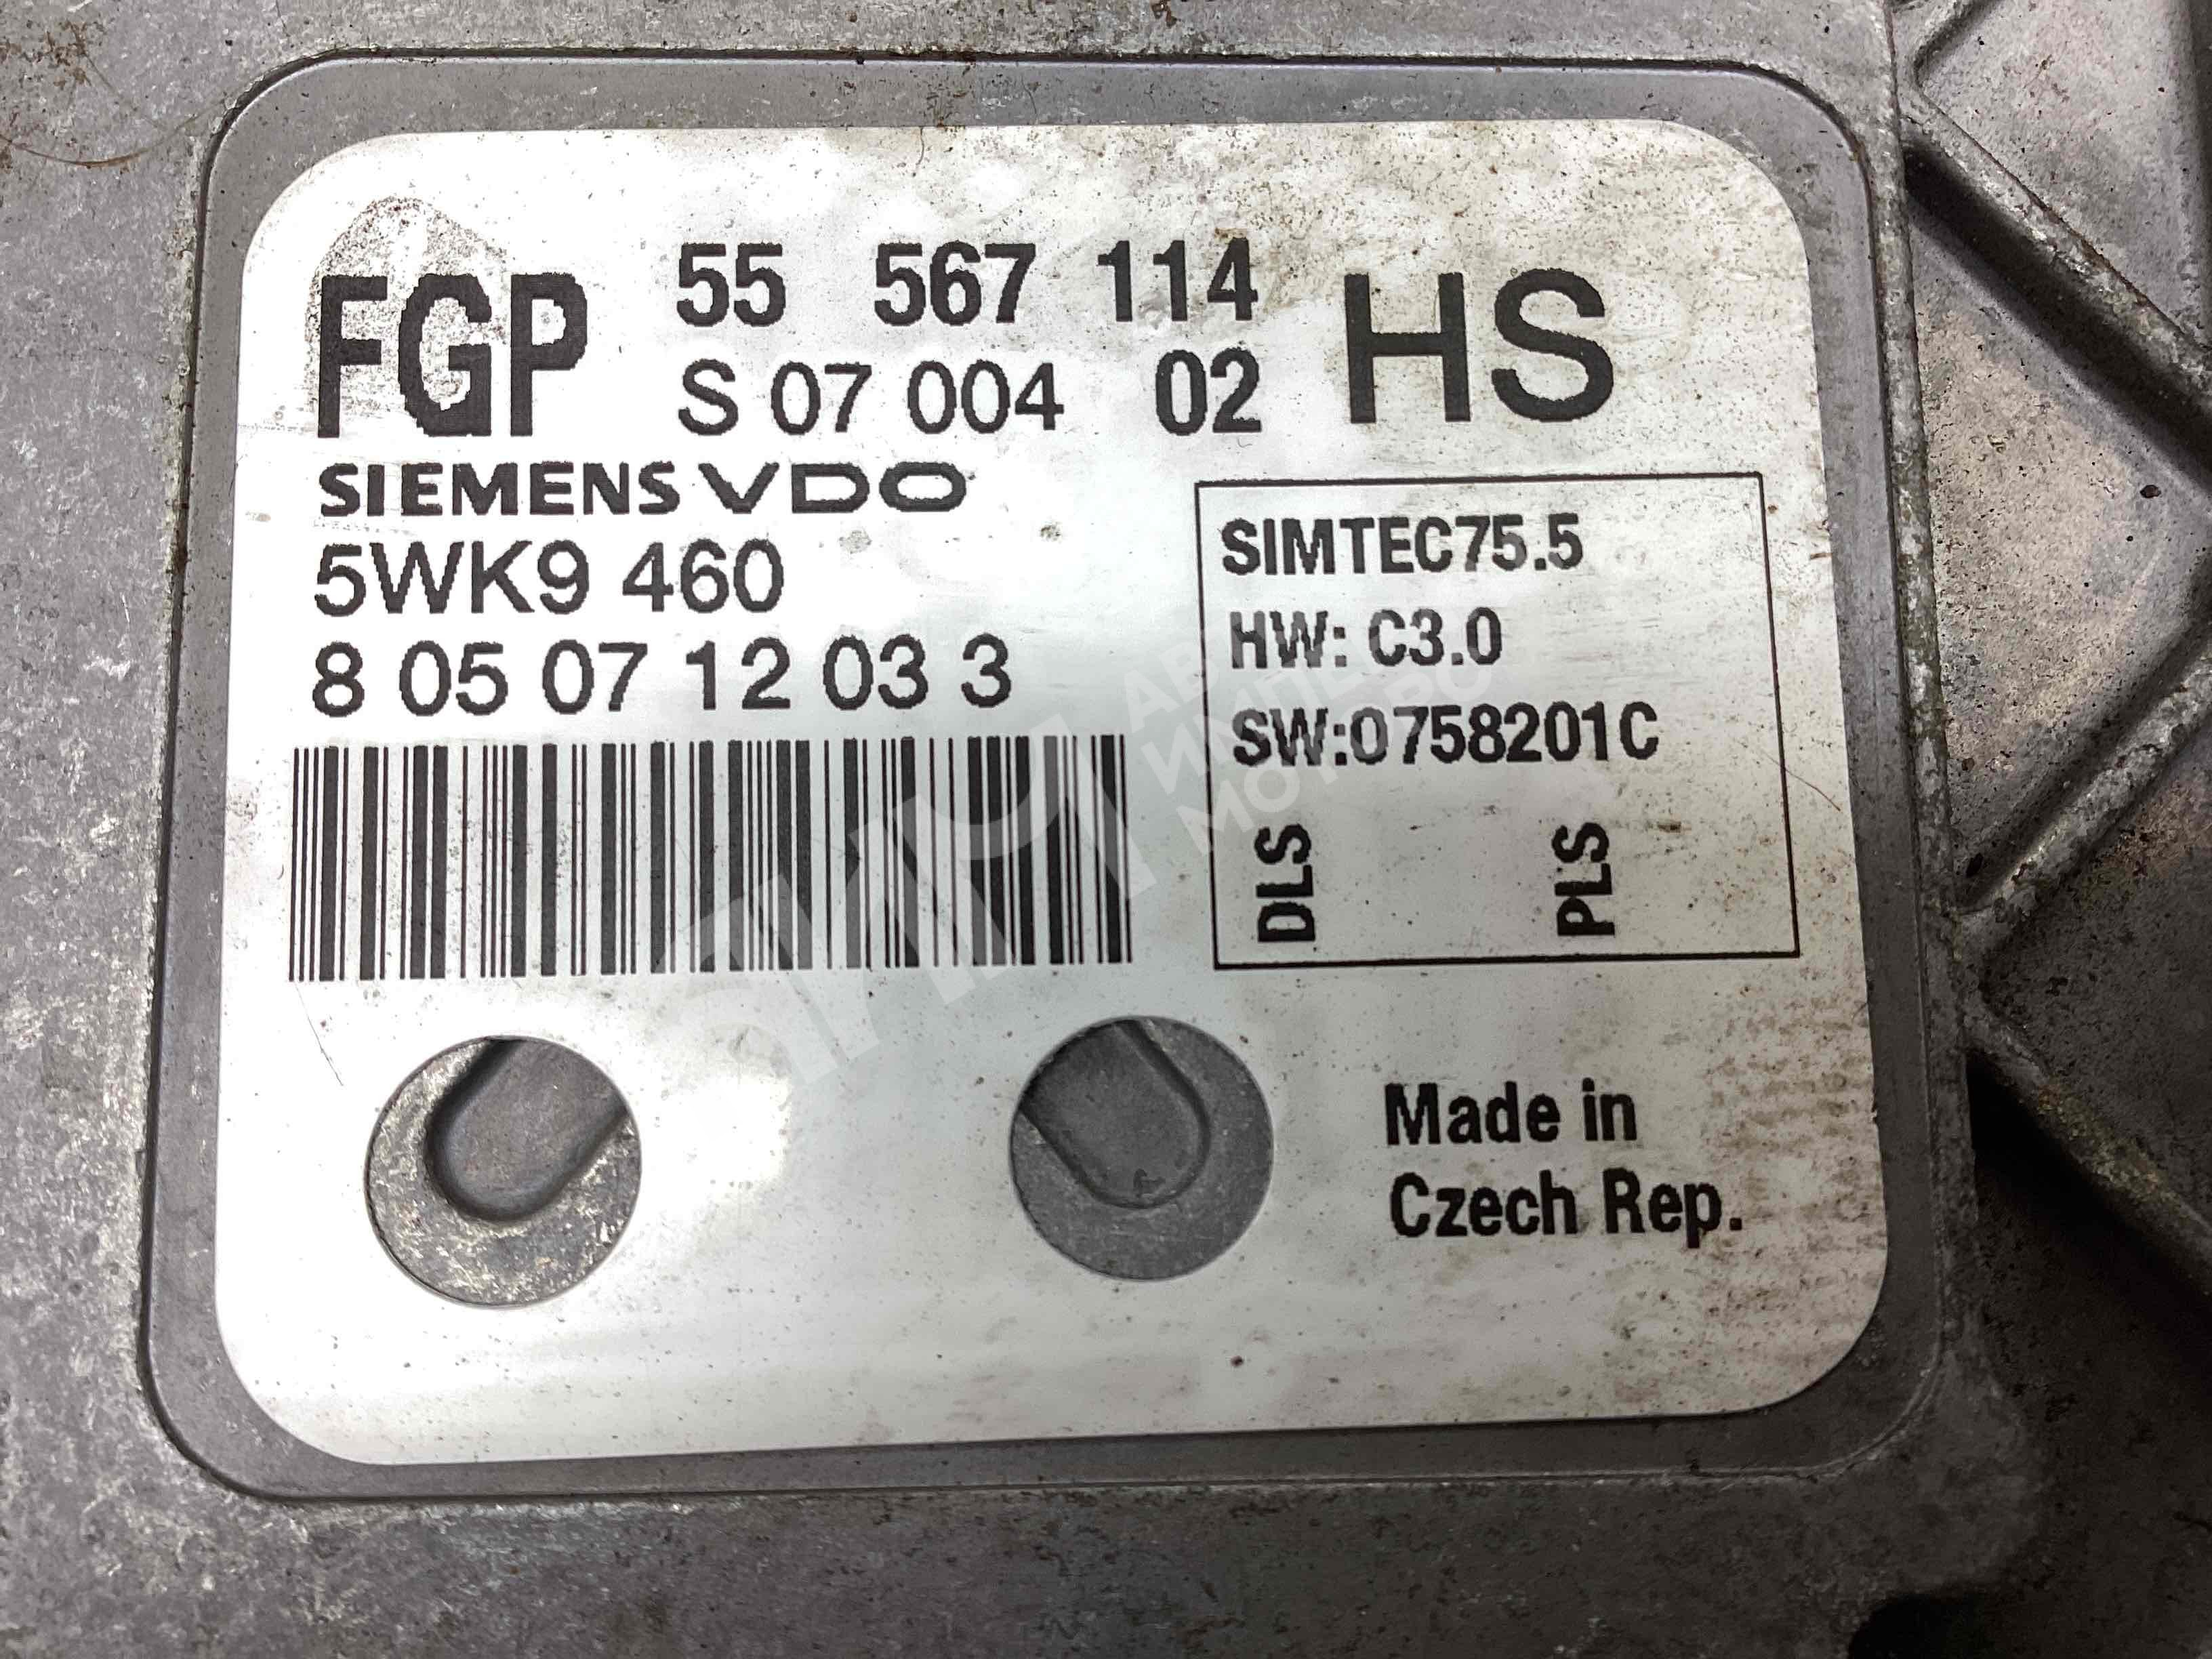 FGP 55 567 114 HS
S 07 004 02
SIEMENS VDO
5WK9 460
8 05 07 12 03 3
SIMTEC75.5
HW: C3.0
SW:0758201C
DLS PLS
Made in
Czech Rep.